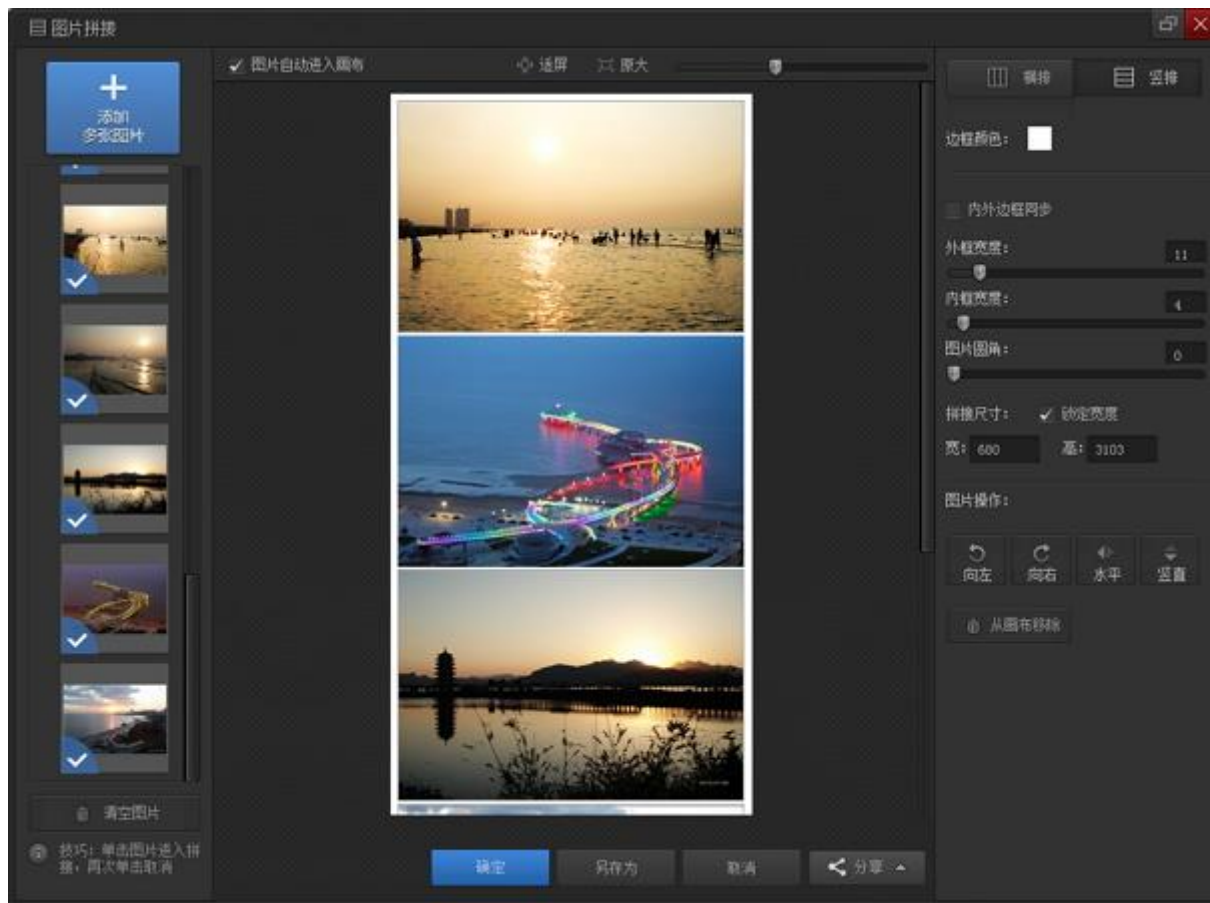 图片拼接
添加
多张图片
图片自动进入画布
适屏
原大
横接
竖接
边框颜色：
内外边框同步
外框宽度：
11
内框宽度：
4
图片圆角：
0
拼接尺寸：
锁定宽度
宽：
680
高：
3103
图片操作：
向左
向右
水平
竖直
从画布移除
清空图片
技巧：单击图片进入拼
接，再次单击取消
确定
另存为
取消
分享